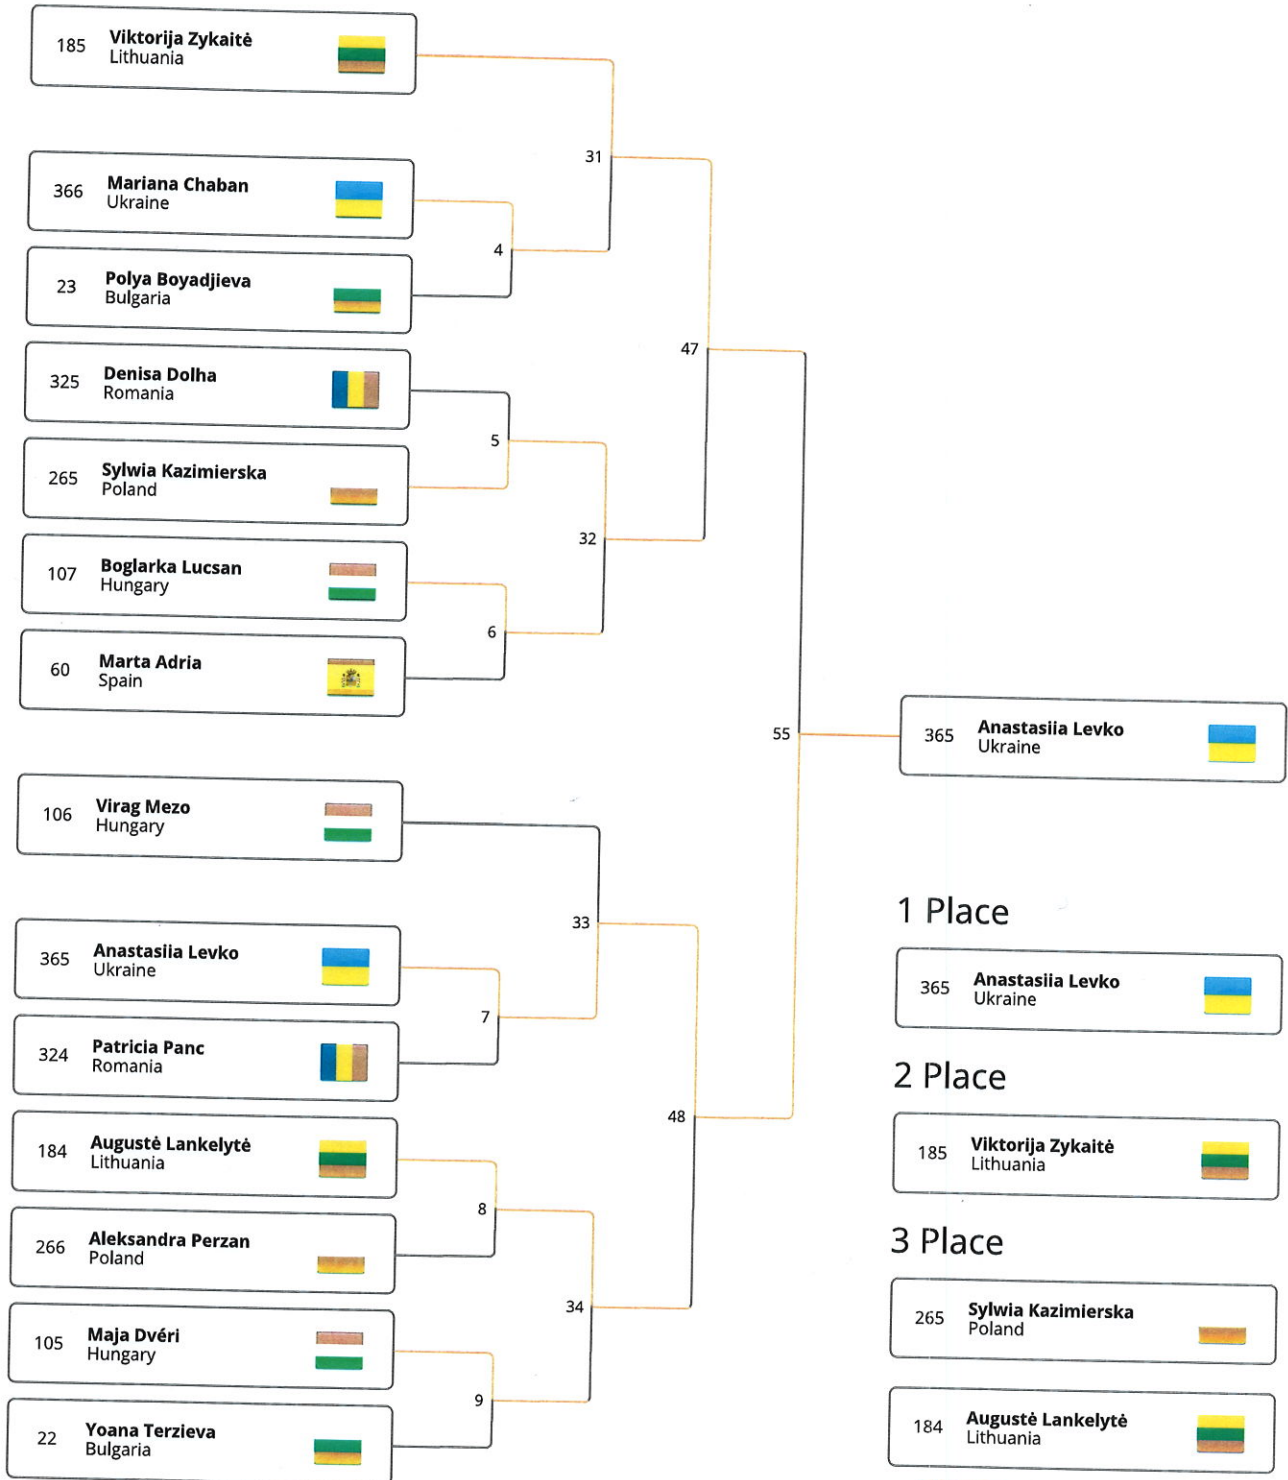 185 Viktorija Zykaitė
Lithuania
31
366 Mariana Chaban
Ukraine
4
23 Polya Boyadjieva
Bulgaria
47
325 Denisa Dolha
Romania
5
265 Sylwia Kazimierska
Poland
32
107 Boglarka Lucsan
Hungary
6
60 Marta Adria
Spain
55
365 Anastasiia Levko
Ukraine
106 Virag Mezo
Hungary
33
365 Anastasiia Levko
Ukraine
7
324 Patricia Panc
Romania
48
184 Augustė Lankelytė
Lithuania
8
266 Aleksandra Perzan
Poland
34
105 Maja Dvéri
Hungary
9
22 Yoana Terzieva
Bulgaria
1 Place
365 Anastasiia Levko
Ukraine
2 Place
185 Viktorija Zykaitė
Lithuania
3 Place
265 Sylwia Kazimierska
Poland
184 Augustė Lankelytė
Lithuania